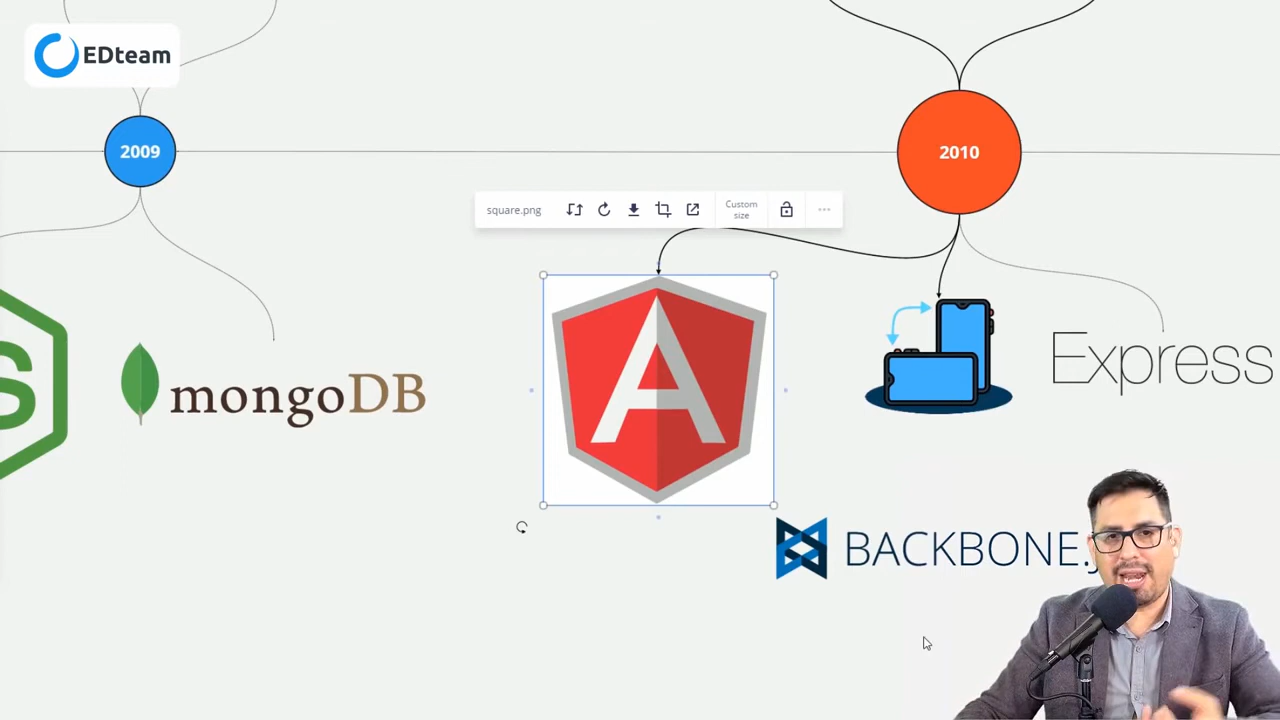 EDteam
2009
2010
square.png
Custom
size
S
mongoDB
A
Express
BACKBONE.